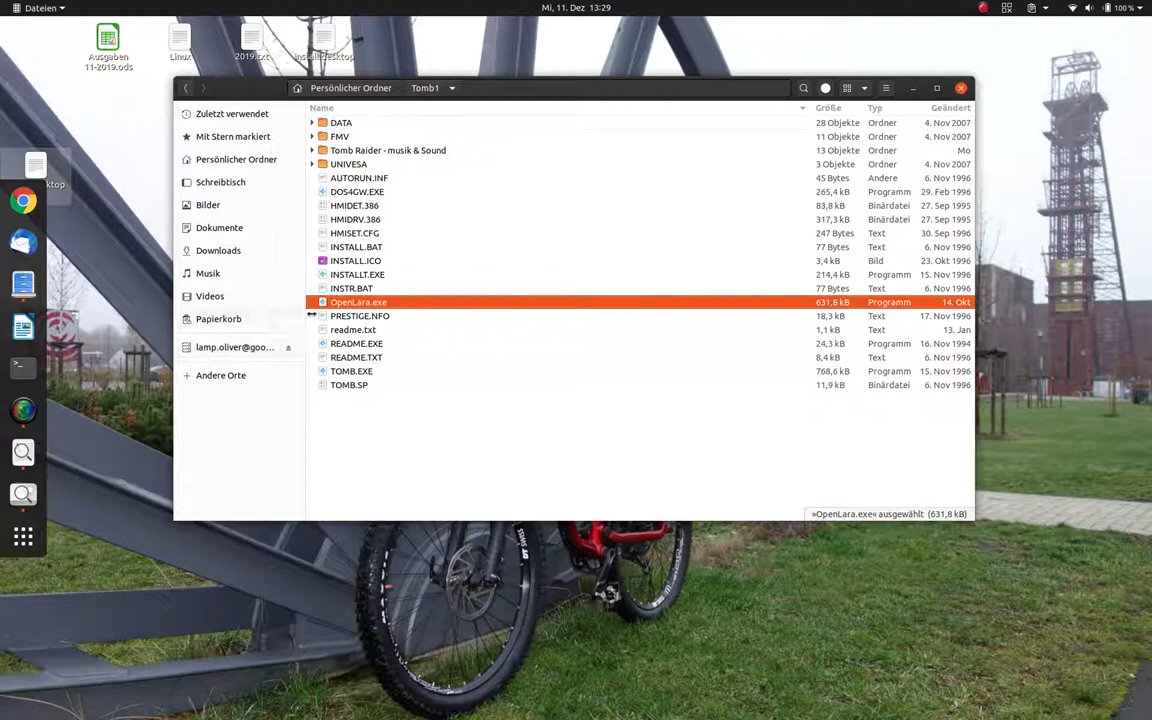 Dateien
Mi, 11. Dez 13:29
100 %
Ausgaben
11-2019.ods
Linux
2019.txt
Persönlicher Ordner Tomb1
Name Größe Typ Geändert
Zuletzt verwendet
Mit Stern markiert
Persönlicher Ordner
Schreibtisch
Bilder
Dokumente
Downloads
Musik
Videos
Papierkorb
lamp.oliver@goo...
Andere Orte
DATA 28 Objekte Ordner 4. Nov 2007
FMV 11 Objekte Ordner 4. Nov 2007
Tomb Raider - musik & Sound 13 Objekte Ordner Mo
UNIVESA 3 Objekte Ordner 4. Nov 2007
AUTORUN.INF 45 Bytes Andere 6. Nov 1996
DOS4GW.EXE 265,4 kB Programm 29. Feb 1996
HMIDET.386 83,8 kB Binärdatei 27. Sep 1995
HMIDRV.386 317,3 kB Binärdatei 27. Sep 1995
HMISET.CFG 247 Bytes Text 30. Sep 1996
INSTALL.BAT 77 Bytes Text 6. Nov 1996
INSTALL.ICO 3,4 kB Bild 23. Okt 1996
INSTALLT.EXE 214,4 kB Programm 15. Nov 1996
INSTR.BAT 77 Bytes Text 6. Nov 1996
OpenLara.exe 631,8 kB Programm 14. Okt
PRESTIGE.NFO 18,3 kB Text 17. Nov 1996
readme.txt 1,1 kB Text 13. Jan
README.EXE 24,3 kB Programm 16. Nov 1994
README.TXT 8,4 kB Text 6. Nov 1996
TOMB.EXE 768,6 kB Programm 15. Nov 1996
TOMB.SP 11,9 kB Binärdatei 6. Nov 1996
»OpenLara.exe« ausgewählt (631,8 kB)
SWISS